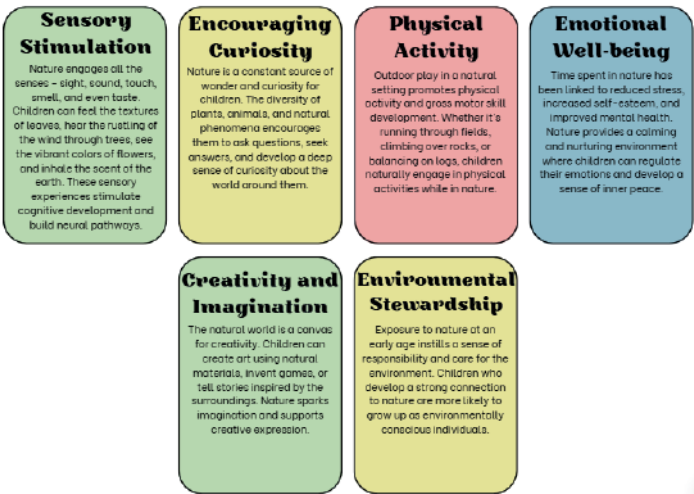 Sensory
Stimulation
Nature engages all the
senses – sight, sound, touch,
smell, and even taste.
Children can feel the textures
of leaves, hear the rustling of
the wind through trees, see
the vibrant colors of flowers,
and inhale the scent of the
earth. These sensory
experiences stimulate
cognitive development and
build neural pathways.
Encouraging
Curiosity
Nature is a constant source of
wonder and curiosity for
children. The diversity of
plants, animals, and natural
phenomena encourages
them to ask questions, seek
answers, and develop a deep
sense of curiosity about the
world around them.
Physical
Activity
Outdoor play in a natural
setting promotes physical
activity and gross motor skill
development. Whether it's
running through fields,
climbing over rocks, or
balancing on logs, children
naturally engage in physical
activities while in nature.
Emotional
Well-being
Time spent in nature has
been linked to reduced stress,
increased self-esteem, and
improved mental health.
Nature provides a calming
and nurturing environment
where children can regulate
their emotions and develop a
sense of inner peace.
Creativity and
Imagination
The natural world is a canvas
for creativity. Children can
create art using natural
materials, invent games, or
tell stories inspired by the
surroundings. Nature sparks
imagination and supports
creative expression.
Environmental
Stewardship
Exposure to nature at an
early age instills a sense of
responsibility and care for the
environment. Children who
develop a strong connection
to nature are more likely to
grow up as environmentally
conscious individuals.